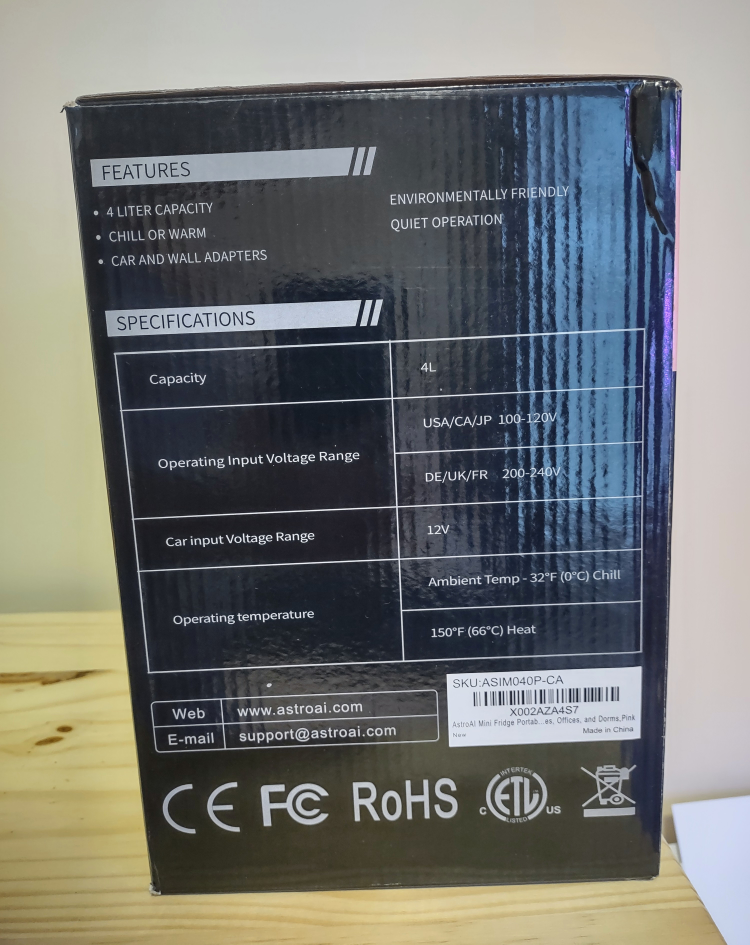 FEATURES
• 4 LITER CAPACITY
• CHILL OR WARM
• CAR AND WALL ADAPTERS
ENVIRONMENTALLY FRIENDLY
QUIET OPERATION
SPECIFICATIONS
Capacity
4L
Operating Input Voltage Range
USA/CA/JP 100-120V
DE/UK/FR 200-240V
Car input Voltage Range
12V
Operating temperature
Ambient Temp - 32°F (0°C) Chill
150°F (66°C) Heat
Web www.astroai.com
E-mail support@astroai.com
SKU:ASIM040P-CA
X002AZA4S7
AstroAI Mini Fridge Portab...es, Offices, and Dorms,Pink
New Made in China
CE FC RoHS
INTERTEK
C ETL US
LISTED